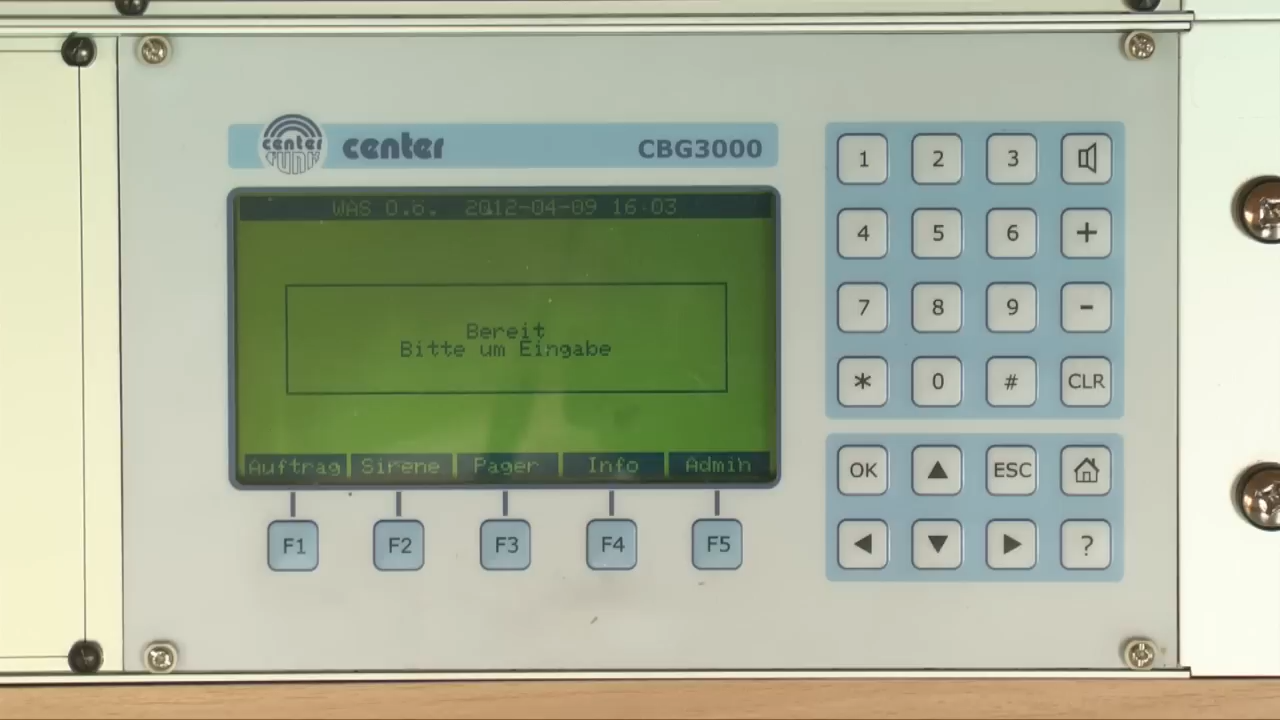 center
FUNK
center
CBG3000
WAS 0.6. 2012-04-09 16:03
Bereit
Bitte um Eingabe
Auftrag Sirene Pager Info Admin
F1 F2 F3 F4 F5
1 2 3
4 5 6 +
7 8 9 -
* 0 # CLR
OK ▲ ESC
◀ ▼ ▶ ?